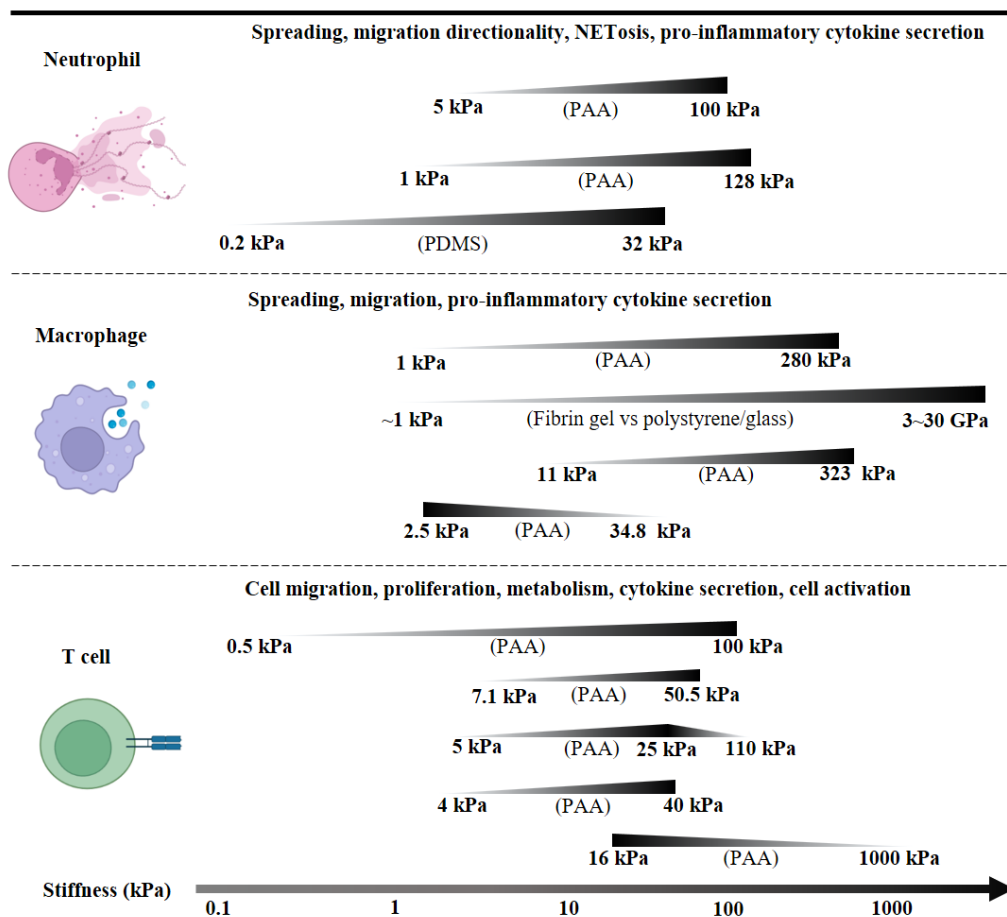 Spreading, migration directionality, NETosis, pro-inflammatory cytokine secretion
Neutrophil
5 kPa (PAA) 100 kPa
1 kPa (PAA) 128 kPa
0.2 kPa (PDMS) 32 kPa
Spreading, migration, pro-inflammatory cytokine secretion
Macrophage
1 kPa (PAA) 280 kPa
~1 kPa (Fibrin gel vs polystyrene/glass) 3~30 GPa
11 kPa (PAA) 323 kPa
2.5 kPa (PAA) 34.8 kPa
Cell migration, proliferation, metabolism, cytokine secretion, cell activation
T cell
0.5 kPa (PAA) 100 kPa
7.1 kPa (PAA) 50.5 kPa
5 kPa (PAA) 25 kPa 110 kPa
4 kPa (PAA) 40 kPa
16 kPa (PAA) 1000 kPa
Stiffness (kPa)
0.1 1 10 100 1000